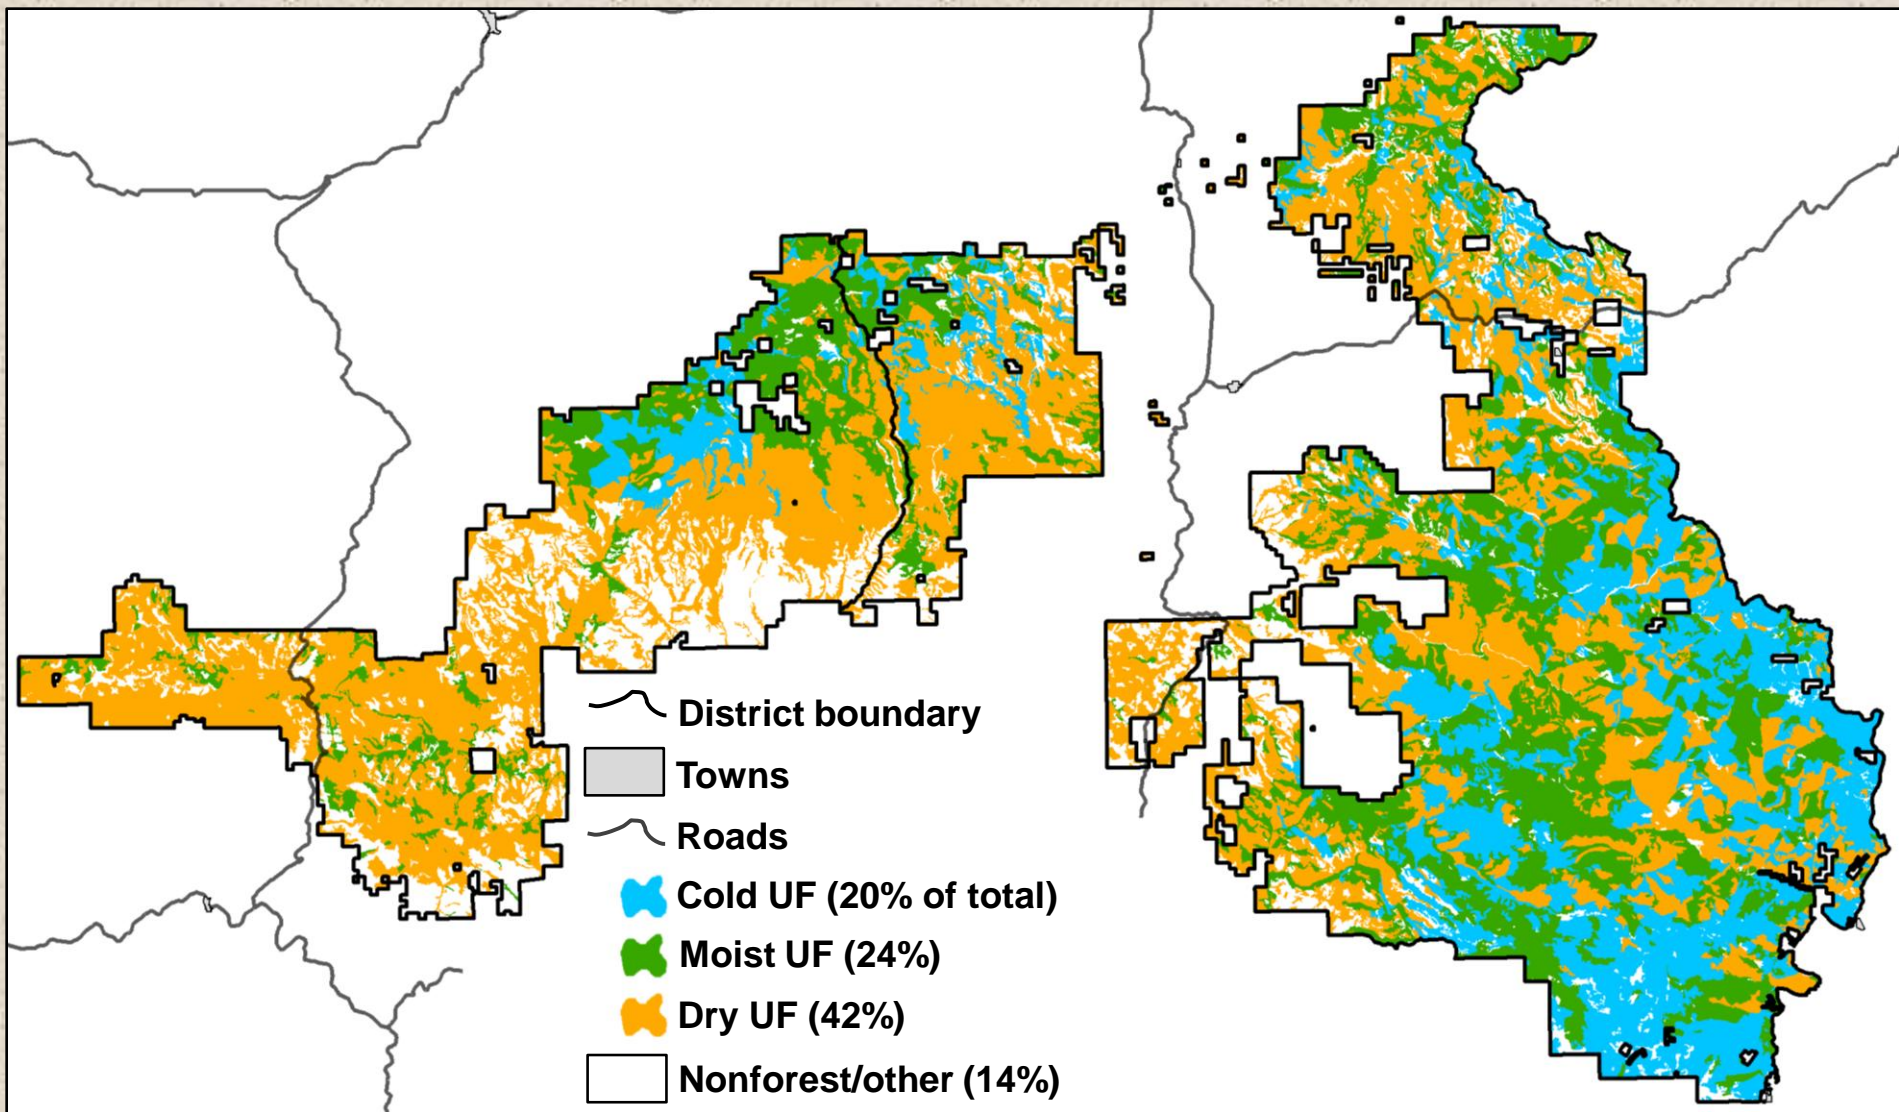 District boundary
Towns
Roads
Cold UF (20% of total)
Moist UF (24%)
Dry UF (42%)
Nonforest/other (14%)